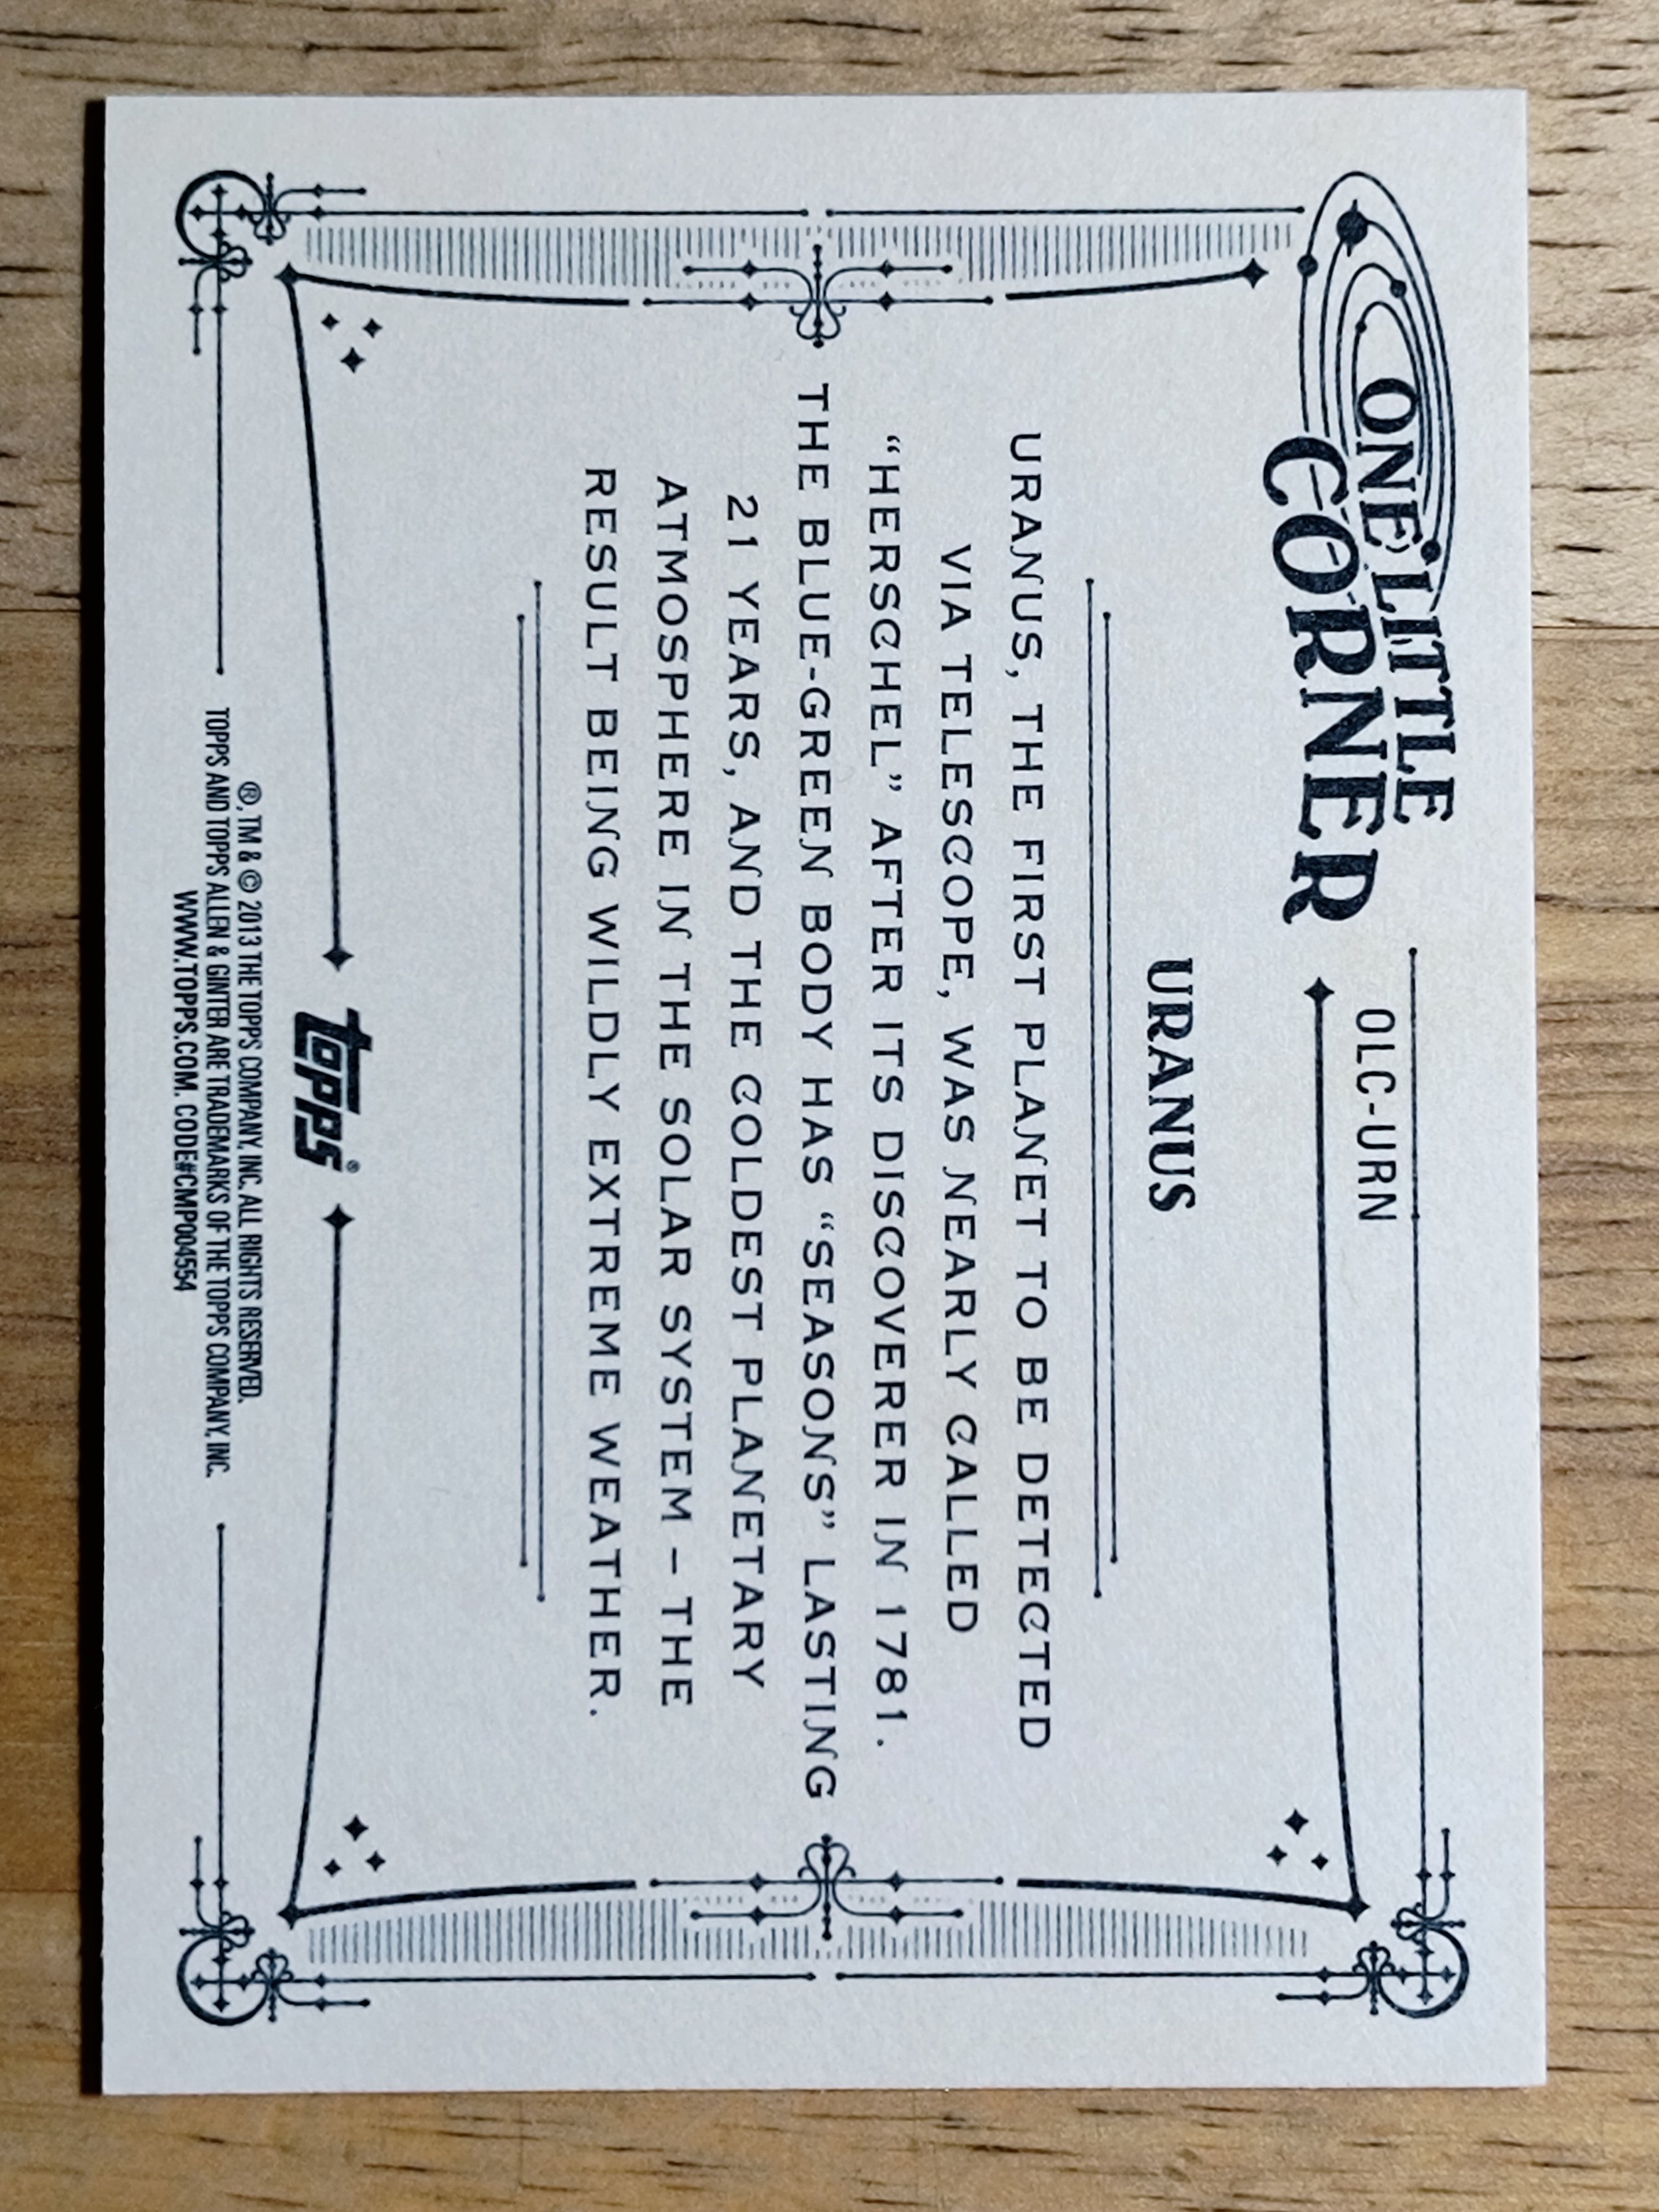 ONE LITTLE
CORNER
OLC-URN
URANUS
URANUS, THE FIRST PLANET TO BE DETECTED
VIA TELESCOPE, WAS NEARLY CALLED
“HERSCHEL” AFTER ITS DISCOVERER IN 1781.
THE BLUE-GREEN BODY HAS “SEASONS” LASTING
21 YEARS, AND THE COLDEST PLANETARY
ATMOSPHERE IN THE SOLAR SYSTEM – THE
RESULT BEING WILDLY EXTREME WEATHER.
topps®
®, TM & © 2013 THE TOPPS COMPANY, INC. ALL RIGHTS RESERVED.
TOPPS AND TOPPS ALLEN & GINTER ARE TRADEMARKS OF THE TOPPS COMPANY, INC.
WWW.TOPPS.COM. CODE#CMP004554